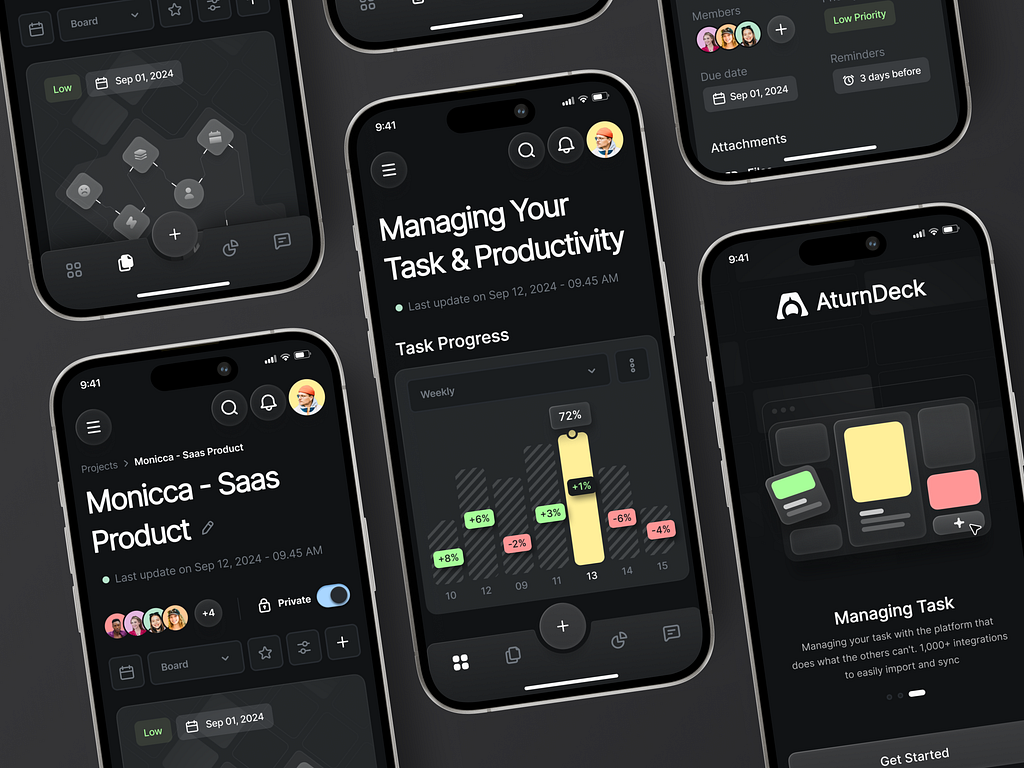 Board
Low
Sep 01, 2024
9:41
Projects > Monicca - Saas Product
Monicca - Saas
Product
Last update on Sep 12, 2024 - 09.45 AM
+4
Private
Board
Low
Sep 01, 2024
9:41
Managing Your
Task & Productivity
Last update on Sep 12, 2024 - 09.45 AM
Task Progress
Weekly
72%
+8%
+6%
-2%
+3%
+1%
-6%
-4%
10 12 09 11 13 14 15
Members
Low Priority
Due date
Reminders
Sep 01, 2024
3 days before
Attachments
9:41
AturnDeck
Managing Task
Managing your task with the platform that
does what the others can't. 1,000+ integrations
to easily import and sync
Get Started